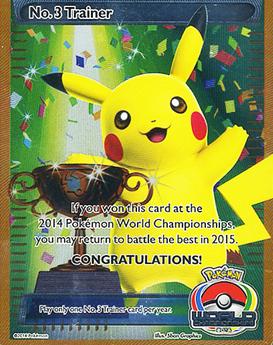 No. 3 Trainer
If you won this card at the
2014 Pokémon World Championships,
you may return to battle the best in 2015.
CONGRATULATIONS!
Pokémon
WORLD
CHAMPIONSHIPS
Play only one No. 3 Trainer card per year.
©2014 Pokémon
Illus. 5ban Graphics